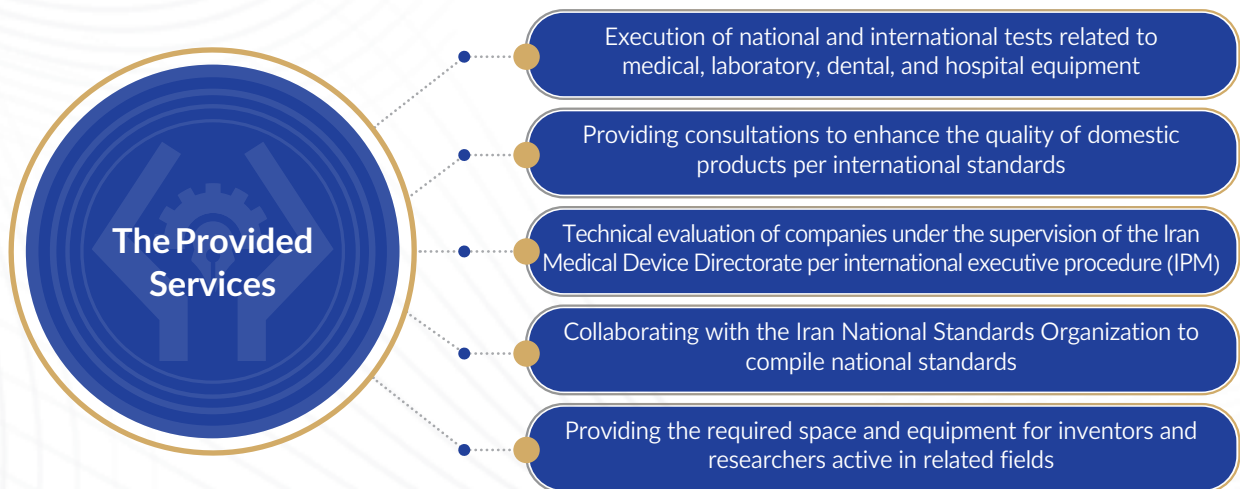 The Provided
Services
Execution of national and international tests related to
medical, laboratory, dental, and hospital equipment
Providing consultations to enhance the quality of domestic
products per international standards
Technical evaluation of companies under the supervision of the Iran
Medical Device Directorate per international executive procedure (IPM)
Collaborating with the Iran National Standards Organization to
compile national standards
Providing the required space and equipment for inventors and
researchers active in related fields